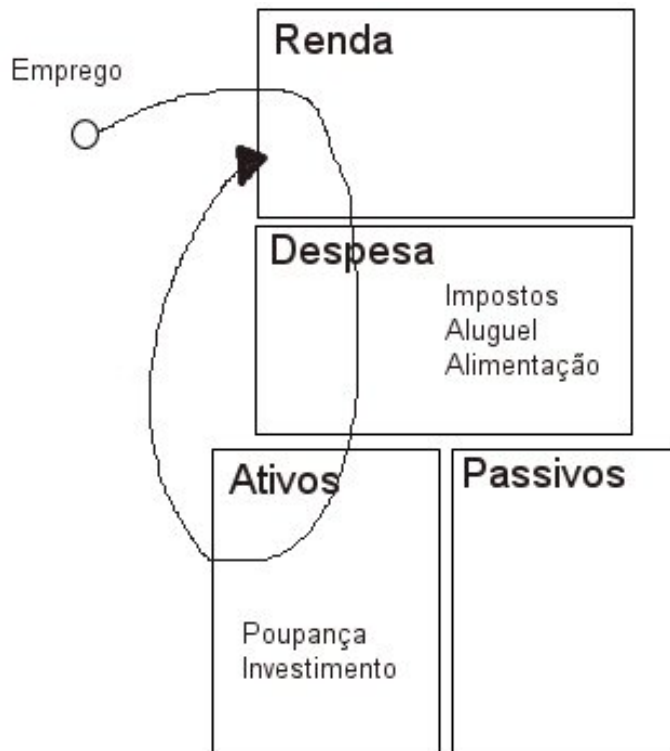 Emprego
Renda
Despesa
Impostos
Aluguel
Alimentação
Ativos
Passivos
Poupança
Investimento